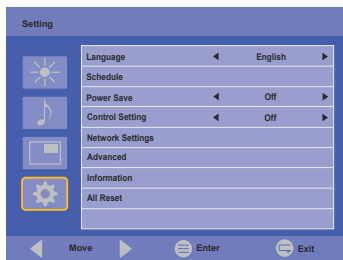 Setting
Language English
Schedule
Power Save Off
Control Setting Off
Network Settings
Advanced
Information
All Reset
Move Enter Exit